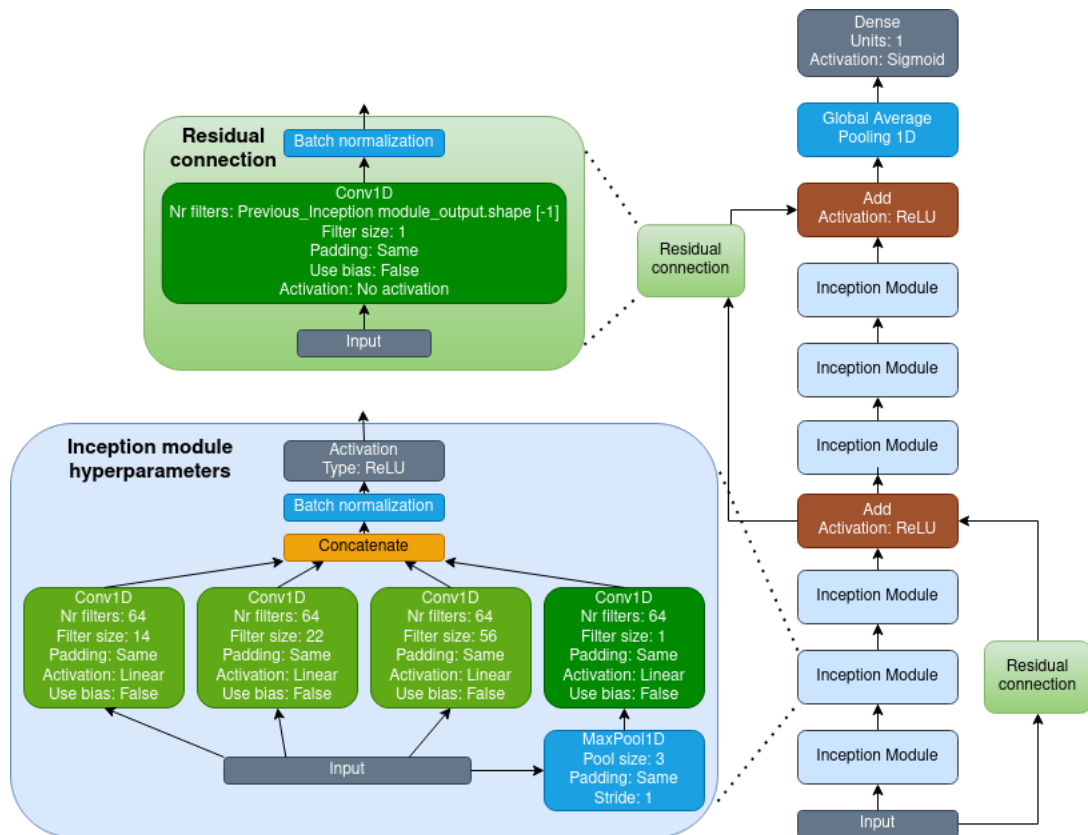 Dense
Units: 1
Activation: Sigmoid
Global Average
Pooling 1D
Add
Activation: ReLU
Inception Module
Inception Module
Inception Module
Add
Activation: ReLU
Inception Module
Inception Module
Inception Module
Input
Residual
connection
Residual
connection
Residual
connection
Batch normalization
Conv1D
Nr filters: Previous_Inception module_output.shape [-1]
Filter size: 1
Padding: Same
Use bias: False
Activation: No activation
Input
Inception module
hyperparameters
Activation
Type: ReLU
Batch normalization
Concatenate
Conv1D
Nr filters: 64
Filter size: 14
Padding: Same
Activation: Linear
Use bias: False
Conv1D
Nr filters: 64
Filter size: 22
Padding: Same
Activation: Linear
Use bias: False
Conv1D
Nr filters: 64
Filter size: 56
Padding: Same
Activation: Linear
Use bias: False
Conv1D
Nr filters: 64
Filter size: 1
Padding: Same
Activation: Linear
Use bias: False
MaxPool1D
Pool size: 3
Padding: Same
Stride: 1
Input